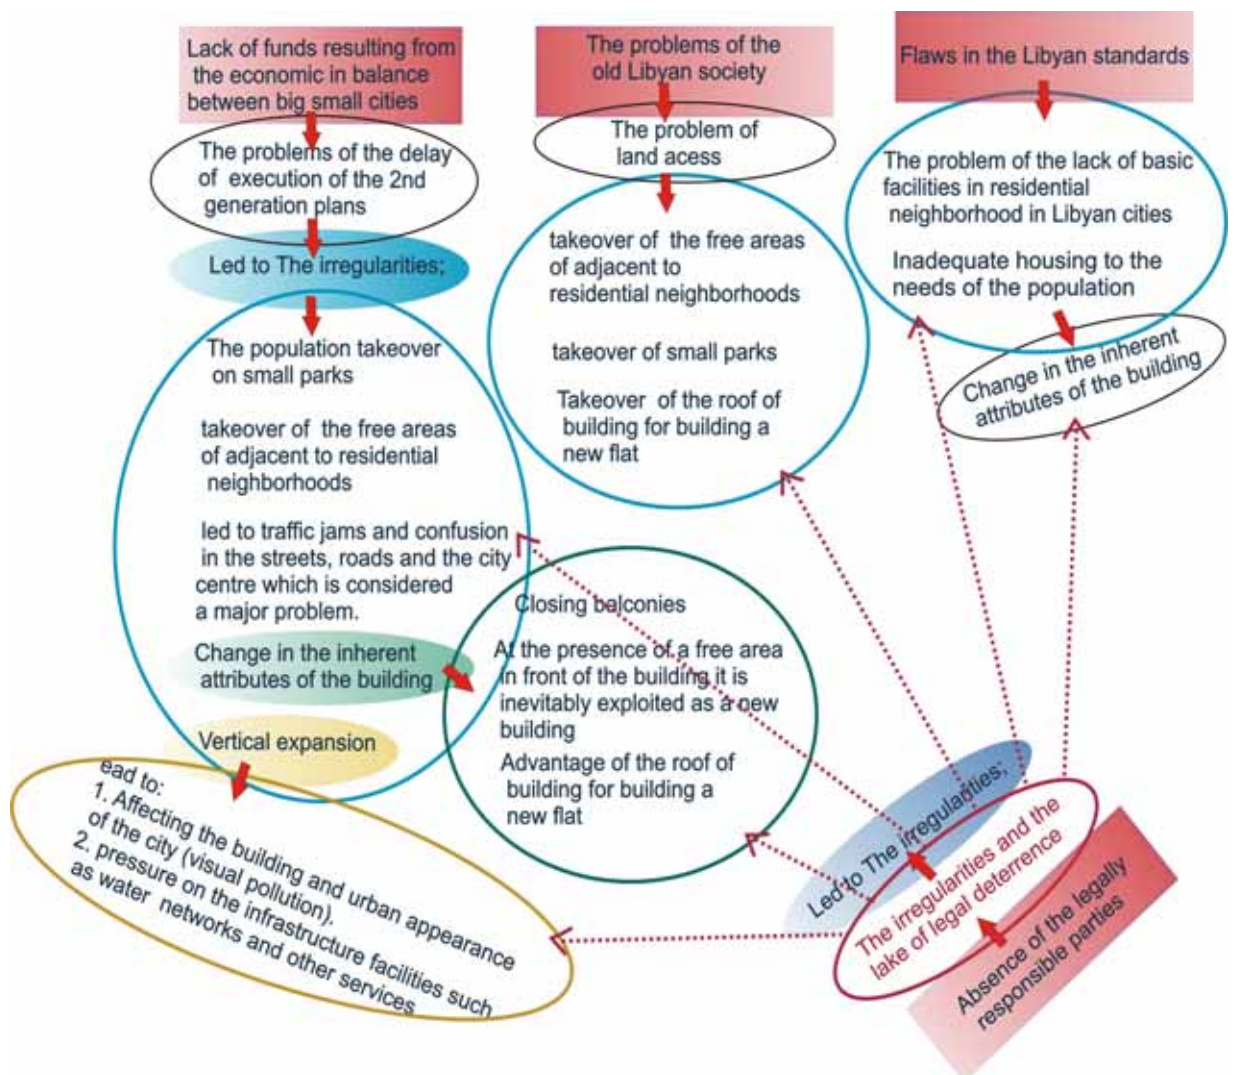 Lack of funds resulting from
the economic in balance
between big small cities
The problems of the delay
of execution of the 2nd
generation plans
Led to The irregularities;
The population takeover
on small parks
takeover of the free areas
of adjacent to residential
neighborhoods
led to traffic jams and confusion
in the streets, roads and the city
centre which is considered
a major problem.
Change in the inherent
attributes of the building
Vertical expansion
ead to:
1. Affecting the building and urban appearance
of the city (visual pollution).
2. pressure on the infrastructure facilities such
as water networks and other services
The problems of the
old Libyan society
The problem of
land acess
takeover of the free areas
of adjacent to
residential neighborhoods
takeover of small parks
Takeover of the roof of
building for building a
new flat
Closing balconies
At the presence of a free area
in front of the building it is
inevitably exploited as a new
building
Advantage of the roof of
building for building a
new flat
Flaws in the Libyan standards
The problem of the lack of basic
facilities in residential
neighborhood in Libyan cities
Inadequate housing to the
needs of the population
Change in the inherent
attributes of the building
Led to The irregularities;
The irregularities and the
lake of legal deterrence
Absence of the legally
responsible parties